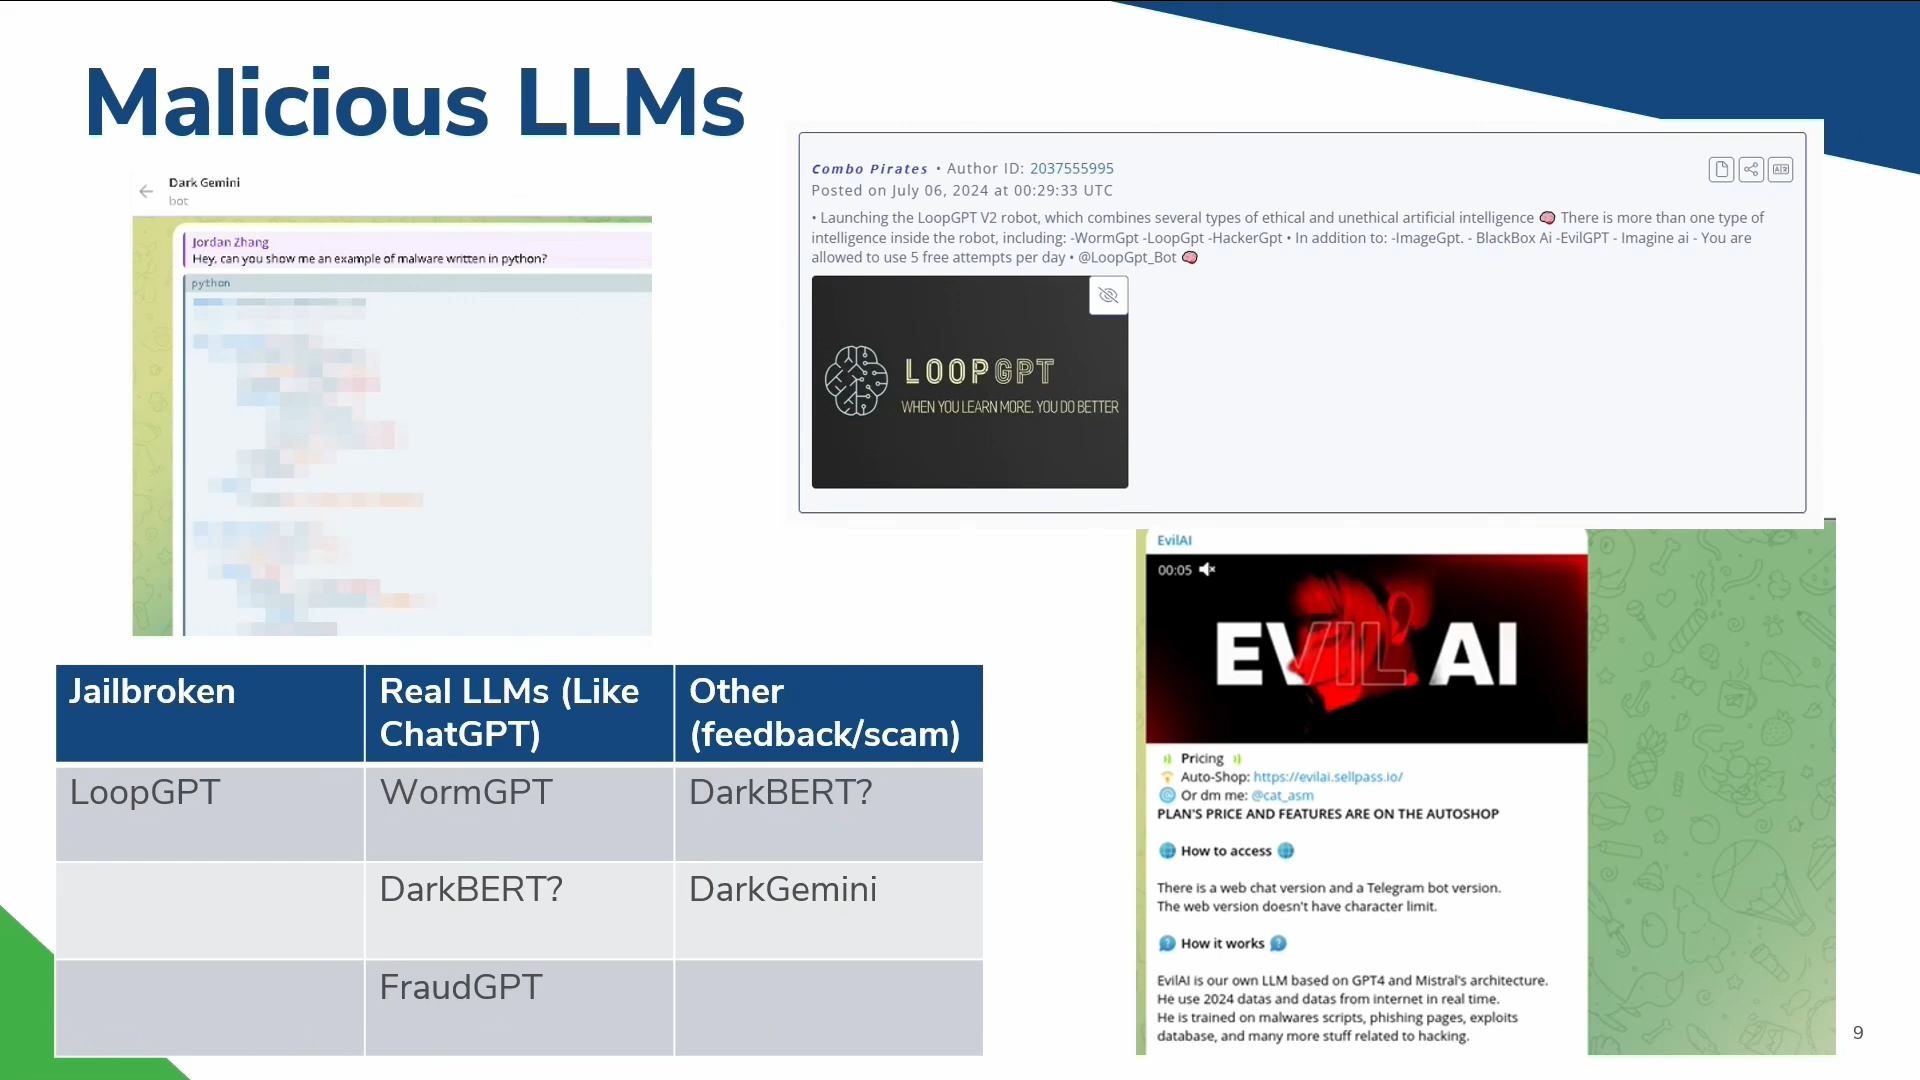 Malicious LLMs
Dark Gemini
bot
Jordan Zhang
Hey, can you show me an example of malware written in python?
python
Combo Pirates • Author ID: 2037555995
Posted on July 06, 2024 at 00:29:33 UTC
• Launching the LoopGPT V2 robot, which combines several types of ethical and unethical artificial intelligence 🧠 There is more than one type of
intelligence inside the robot, including: -WormGpt -LoopGpt -HackerGpt • In addition to: -ImageGpt. - BlackBox Ai -EvilGPT - Imagine ai - You are
allowed to use 5 free attempts per day • @LoopGpt_Bot 🧠
LOOPGPT
WHEN YOU LEARN MORE. YOU DO BETTER
Jailbroken
Real LLMs (Like
ChatGPT)
Other
(feedback/scam)
LoopGPT
WormGPT
DarkBERT?
DarkBERT?
DarkGemini
FraudGPT
EvilAI
00:05
EVIL AI
Pricing
Auto-Shop: https://evilai.sellpass.io/
Or dm me: @cat_asm
PLAN'S PRICE AND FEATURES ARE ON THE AUTOSHOP
How to access
There is a web chat version and a Telegram bot version.
The web version doesn't have character limit.
How it works
EvilAI is our own LLM based on GPT4 and Mistral's architecture.
He use 2024 datas and datas from internet in real time.
He is trained on malwares scripts, phishing pages, exploits
database, and many more stuff related to hacking.
9